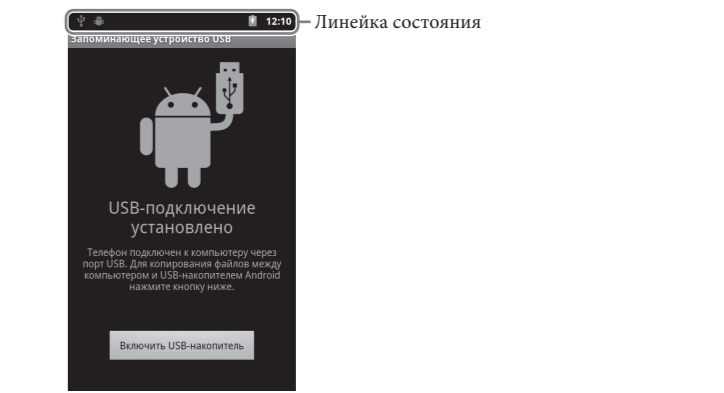 12:10
Линейка состояния
Запоминающее устройство USB
USB-подключение
установлено
Телефон подключен к компьютеру через
порт USB. Для копирования файлов между
компьютером и USB-накопителем Android
нажмите кнопку ниже.
Включить USB-накопитель